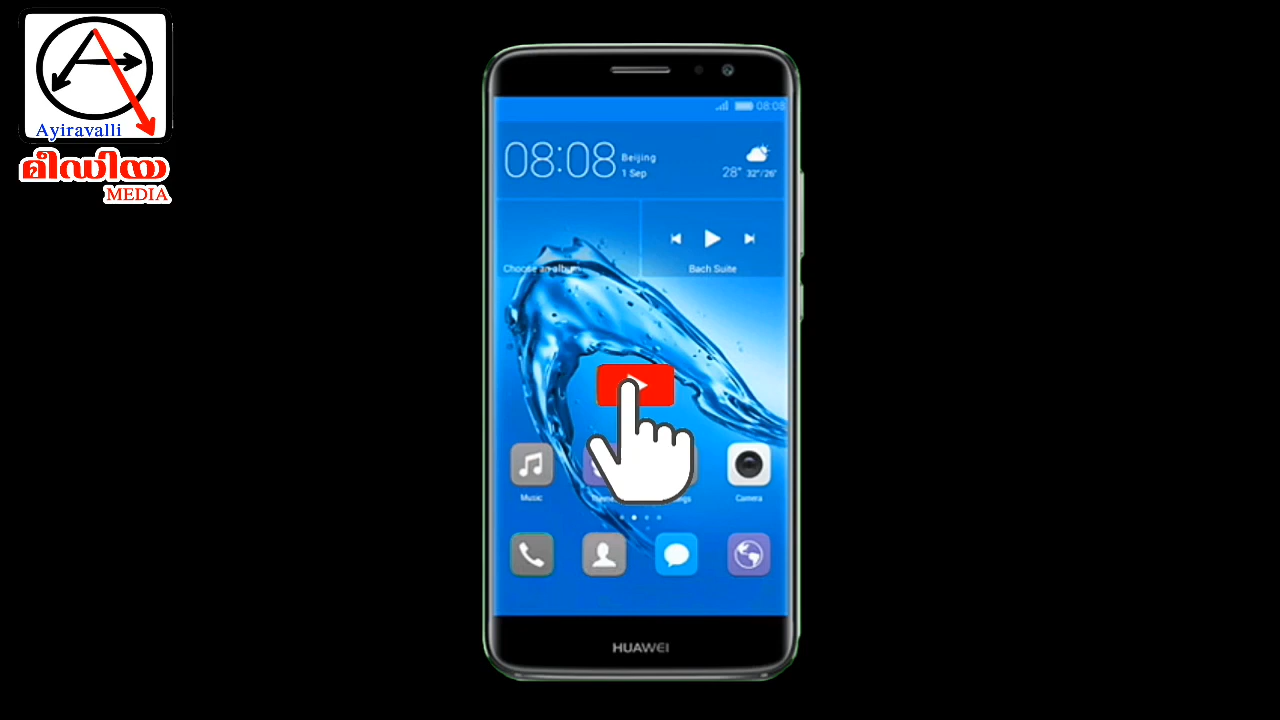 Ayiravalli
മീഡിയ
MEDIA
08:08
08:08
Beijing
1 Sep
28° 32°/26°
Choose an album
Bach Suite
Music
Camera
HUAWEI